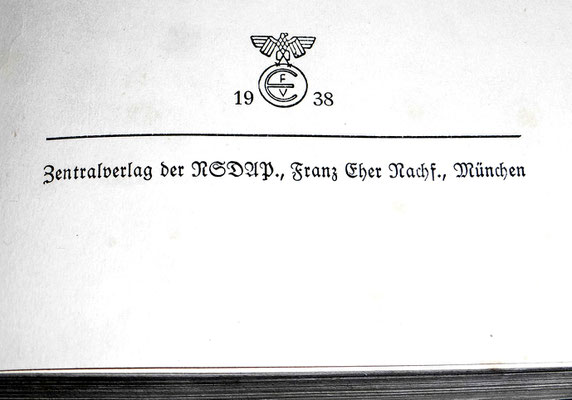 F
E
V
19 38
Zentralverlag der NSDAP., Franz Eher Nachf., München